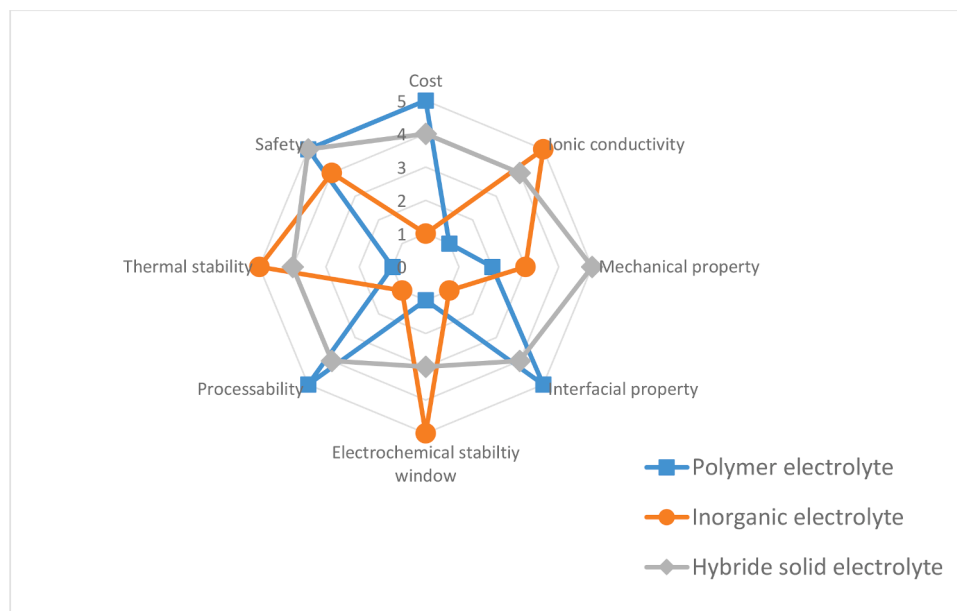 Cost
5
4
3
2
1
0
Ionic conductivity
Mechanical property
Interfacial property
Electrochemical stabiltiy
window
Processability
Thermal stability
Safety
Polymer electrolyte
Inorganic electrolyte
Hybride solid electrolyte